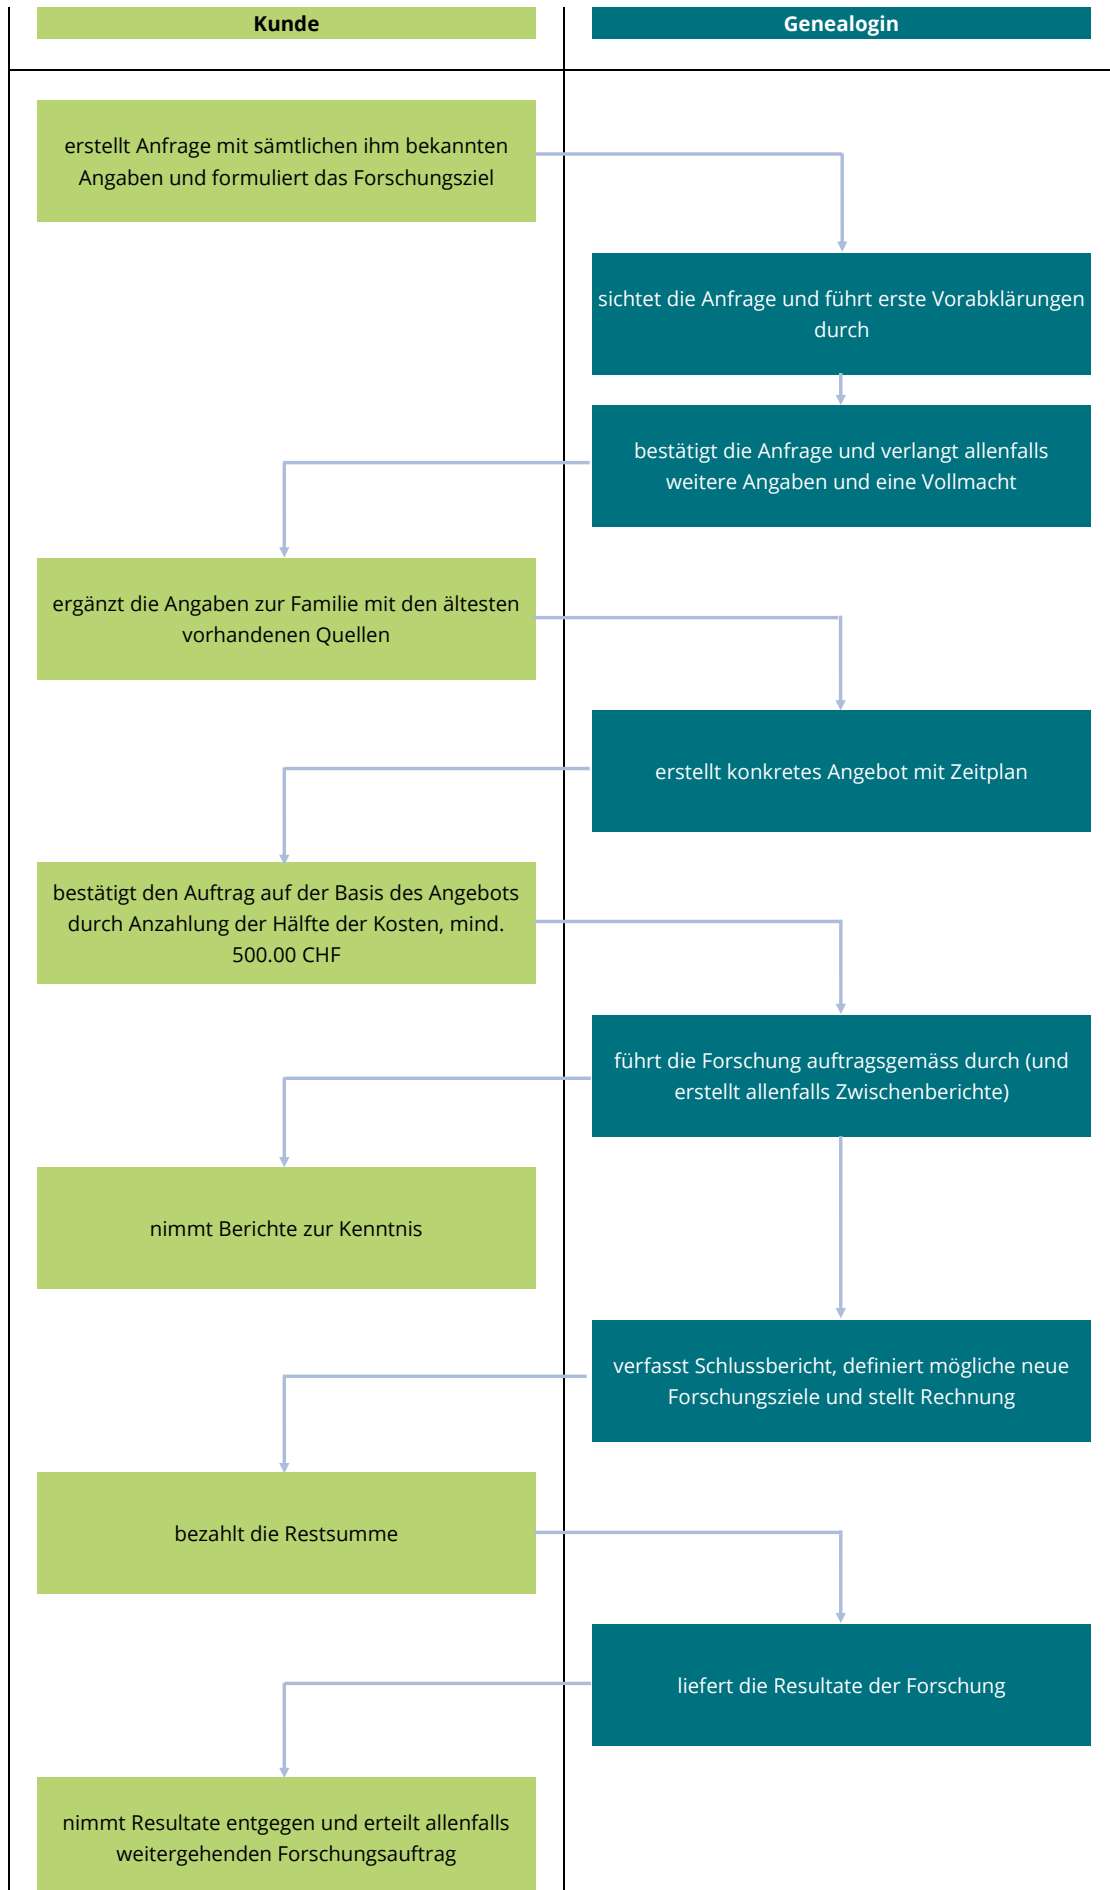 Kunde
Genealogin
erstellt Anfrage mit sämtlichen ihm bekannten
Angaben und formuliert das Forschungsziel
sichtet die Anfrage und führt erste Vorabklärungen
durch
bestätigt die Anfrage und verlangt allenfalls
weitere Angaben und eine Vollmacht
ergänzt die Angaben zur Familie mit den ältesten
vorhandenen Quellen
erstellt konkretes Angebot mit Zeitplan
bestätigt den Auftrag auf der Basis des Angebots
durch Anzahlung der Hälfte der Kosten, mind.
500.00 CHF
führt die Forschung auftragsgemäss durch (und
erstellt allenfalls Zwischenberichte)
nimmt Berichte zur Kenntnis
verfasst Schlussbericht, definiert mögliche neue
Forschungsziele und stellt Rechnung
bezahlt die Restsumme
liefert die Resultate der Forschung
nimmt Resultate entgegen und erteilt allenfalls
weitergehenden Forschungsauftrag